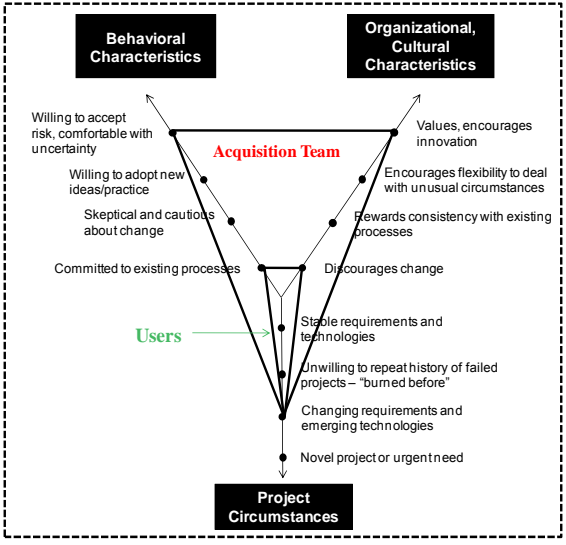 Behavioral
Characteristics
Organizational,
Cultural
Characteristics
Willing to accept
risk, comfortable with
uncertainty
Values, encourages
innovation
Acquisition Team
Willing to adopt new
ideas/practice
Encourages flexibility to deal
with unusual circumstances
Skeptical and cautious
about change
Rewards consistency with existing
processes
Committed to existing processes
Discourages change
Users
Stable requirements and
technologies
Unwilling to repeat history of failed
projects – “burned before”
Changing requirements and
emerging technologies
Novel project or urgent need
Project
Circumstances